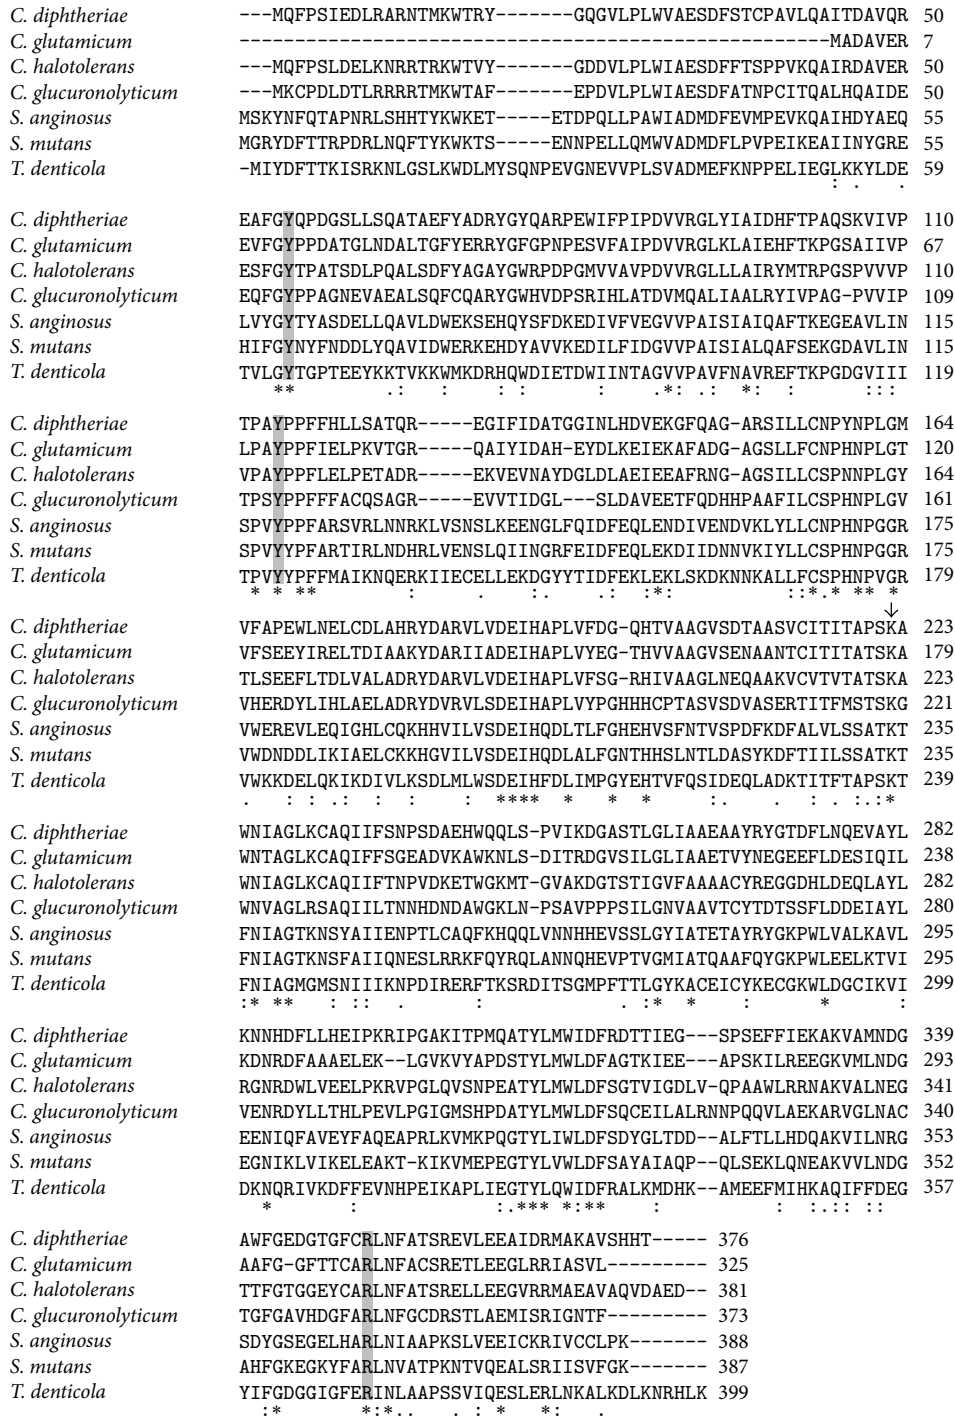 C. diphtheriae ---MQFPSIEDLRARNTMKWTRY-------GQGVLPLWVAESDFSTCPAVLQAITDAVQR 50
C. glutamicum -----------------------------------------------------MADAVER 7
C. halotolerans ---MQFPSLDELKNRRTRKWTVY-------GDDVLPLWIAESDFFTSPPVKQAIRDAVER 50
C. glucuronolyticum ---MKCPDLDTLRRRRTMKWTAF-------EPDVLPLWIAESDFATNPCITQALHQAIDE 50
S. anginosus MSKYNFQTAPNRLSHHTYKWKET-----ETDPQLLPAWIADMDFEVMPEVKQAIHDYAEQ 55
S. mutans MGRYDFTTRPDRLNQFTYKWKTS-----ENNPELLQMWVADMDFLPVPEIKEAIINYGRE 55
T. denticola -MIYDFTTKISRKNLGSLKWDLMYSQNPEVGNEVVPLSVADMEFKNPPELIEGLKKYLDE 59
: . .
C. diphtheriae EAFGYQPDGSLLSQATAEFYADRYGYQARPEWIFPIPDVVRGLYIAIDHFTPAQSKVIVP 110
C. glutamicum EVFGYPPDATGLNDALTGFYERRYGFGPNPESVFAIPDVVRGLKLAIEHFTKPGSAIIVP 67
C. halotolerans ESFGYTPATSDLPQALSDFYAGAYGWRPDPGMVVAVPDVVRGLLLAIRYMTRPGSPVVVP 110
C. glucuronolyticum EQFGYPPAGNEVAEALSQFCQARYGWHVDPSRIHLATDVMQALIAALRYIVPAG-PVVIP 109
S. anginosus LVYGYTYASDELLQAVLDWEKSEHQYSFDKEDIVFVEGVVPAISIAIQAFTKEGEAVLIN 115
S. mutans HIFGYNYFNDDLYQAVIDWERKEHDYAVVKEDILFIDGVVPAISIALQAFSEKGDAVLIN 115
T. denticola TVLGYTGPTEEYKKTVKKWMKDRHQWDIETDWIINTAGVVPAVFNAVREFTKPGDGVIII 119
** .: : : : *: *. : :::
C. diphtheriae TPAYPPFFHLLSATQR-----EGIFIDATGGINLHDVEKGFQAG-ARSILLCNPYNPLGM 164
C. glutamicum LPAYPPFIELPKVTGR-----QAIYIDAH-EYDLKEIEKAFADG-AGSLLFCNPHNPLGT 120
C. halotolerans VPAYPPFLELPETADR-----EKVEVNAYDGLDLAEIEEAFRNG-AGSILLCSPHNPLGY 164
C. glucuronolyticum TPSYPPFFFACQSAGR-----EVVTIDGL---SLDAVEETFQDHHPAAFILCSPHNPLGV 161
S. anginosus SPVYPPFARSVRLNNRKLVSNSLKEENGLFQIDFEQLENDIVENDVKLYLLCNPHNPGGR 175
S. mutans SPVYYPFARTIRLNDHRLVENSLQIINGRFEIDFEQLEKDIIDNNVKIYLLCSPHNPGGR 175
T. denticola TPVYYPFFMAIKNQERKIIECELLEKDGYYTIDFEKLEKLSKDKNNKALLFCSPHNPVGR 179
* * ** : . :. .: :*: ::*.* ** *
↓
C. diphtheriae VFAPEWLNELCDLAHRYDARVLVDEIHAPLVFDG-QHTVAAGVSDTAASVCITITAPSKA 223
C. glutamicum VFSEEYIRELTDIAAKYDARIIADEIHAPLVYEG-THVVAAGVSENAANTCITITATSKA 179
C. halotolerans TLSEEFLTDLVALADRYDARVLVDEIHAPLVFSG-RHIVAAGLNEQAAKVCVTVTATSKA 223
C. glucuronolyticum VHERDYLIHLAELADRYDVRVLSDEIHAPLVYPGHHHCPTASVSDVASERTITFMSTSKG 221
S. anginosus VWEREVLEQIGHLCQKHHVILVSDEIHQDLTLFGHEHVSFNTVSPDFKDFALVLSSATKT 235
S. mutans VWDNDDLIKIAELCKKHGVILVSDEIHQDLALFGNTHHSLNTLDASYKDFTIILSSATKT 235
T. denticola VWKKDELQKIKDIVLKSDLMLWSDEIHFDLIMPGYEHTVFQSIDEQLADKTITFTAPSKT 239
. : : .: : : : **** * * * :. . : .:.:*
C. diphtheriae WNIAGLKCAQIIFSNPSDAEHWQQLS-PVIKDGASTLGLIAAEAAYRYGTDFLNQEVAYL 282
C. glutamicum WNTAGLKCAQIFFSGEADVKAWKNLS-DITRDGVSILGLIAAETVYNEGEEFLDESIQIL 238
C. halotolerans WNIAGLKCAQIIFTNPVDKETWGKMT-GVAKDGTSTIGVFAAAACYREGGDHLDEQLAYL 282
C. glucuronolyticum WNVAGLRSAQIILTNNHDNDAWGKLN-PSAVPPPSILGNVAAVTCYTDTSSFLDDEIAYL 280
S. anginosus FNIAGTKNSYAIIENPTLCAQFKHQQLVNNHHEVSSLGYIATETAYRYGKPWLVALKAVL 295
S. mutans FNIAGTKNSFAIIQNESLRRKFQYRQLANNQHEVPTVGMIATQAAFQYGKPWLEELKTVI 295
T. denticola FNIAGMGMSNIIIKNPDIRERFTKSRDITSGMPFTTLGYKACEICYKECGKWLDGCIKVI 299
:* ** : :: . : . :* * : * :
C. diphtheriae KNNHDFLLHEIPKRIPGAKITPMQATYLMWIDFRDTTIEG---SPSEFFIEKAKVAMNDG 339
C. glutamicum KDNRDFAAAELEK--LGVKVYAPDSTYLMWLDFAGTKIEE---APSKILREEGKVMLNDG 293
C. halotolerans RGNRDWLVEELPKRVPGLQVSNPEATYLMWLDFSGTVIGDLV-QPAAWLRRNAKVALNEG 341
C. glucuronolyticum VENRDYLLTHLPEVLPGIGMSHPDATYLMWLDFSQCEILALRNNPQQVLAEKARVGLNAC 340
S. anginosus EENIQFAVEYFAQEAPRLKVMKPQGTYLIWLDFSDYGLTDD--ALFTLLHDQAKVILNRG 353
S. mutans EGNIKLVIKELEAKT-KIKVMEPEGTYLVWLDFSAYAIAQP--QLSEKLQNEAKVVLNDG 352
T. denticola DKNQRIVKDFFEVNHPEIKAPLIEGTYLQWIDFRALKMDHK--AMEEFMIHKAQIFFDEG 357
* : :.*** *:** : : :.:: ::
C. diphtheriae AWFGEDGTGFCRLNFATSREVLEEAIDRMAKAVSHHT----- 376
C. glutamicum AAFG-GFTTCARLNFACSRETLEEGLRRIASVL--------- 325
C. halotolerans TTFGTGGEYCARLNFATSRELLEEGVRRMAEAVAQVDAED-- 381
C. glucuronolyticum TGFGAVHDGFARLNFGCDRSTLAEMISRIGNTF--------- 373
S. anginosus SDYGSEGELHARLNIAAPKSLVEEICKRIVCCLPK------- 388
S. mutans AHFGKEGKYFARLNVATPKNTVQEALSRIISVFGK------- 387
T. denticola YIFGDGGIGFERINLAAPSSVIQESLERLNKALKDLKNRHLK 399
:* *:*.. . : * *: .